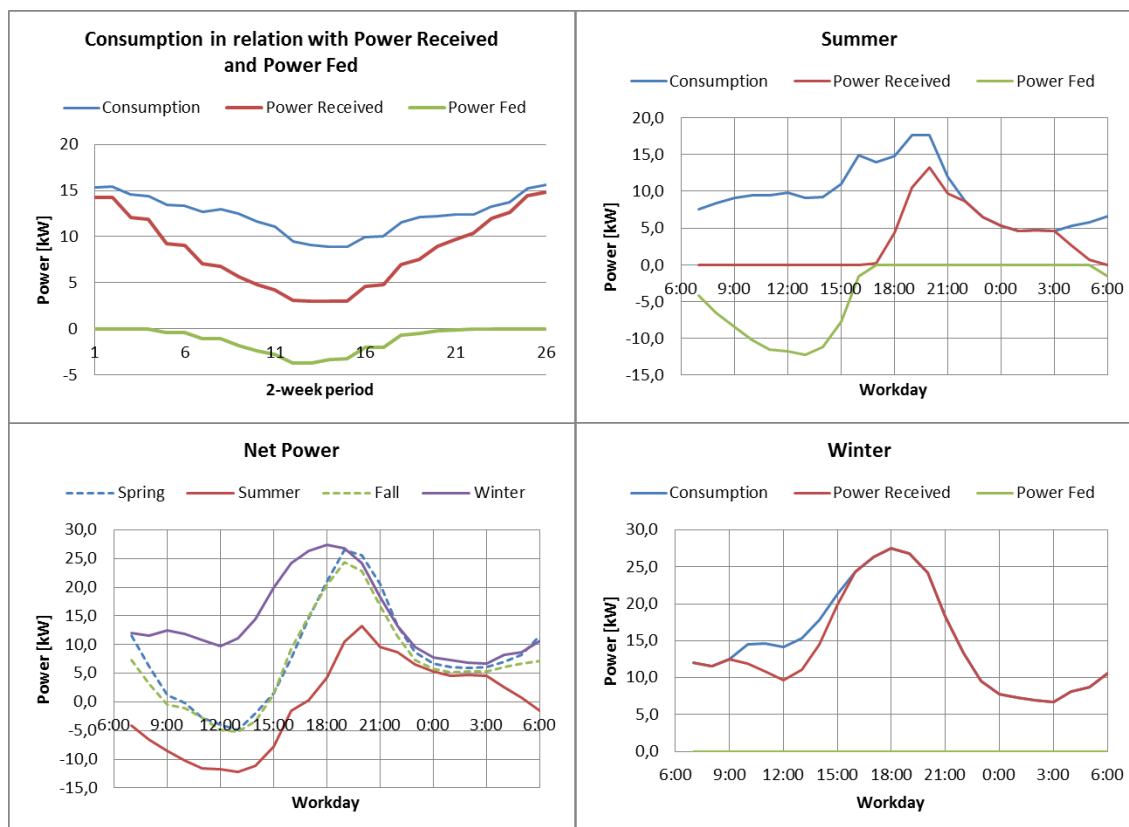 Consumption in relation with Power Received
and Power Fed
Consumption Power Received Power Fed
20
15
10
5
0
-5
1 6 11 16 21 26
Power [kW]
2-week period
Summer
Consumption Power Received Power Fed
20,0
15,0
10,0
5,0
0,0
-5,0
-10,0
-15,0
6:00 9:00 12:00 15:00 18:00 21:00 0:00 3:00 6:00
Power [kW]
Workday
Net Power
Spring Summer Fall Winter
30,0
25,0
20,0
15,0
10,0
5,0
0,0
-5,0
-10,0
-15,0
6:00 9:00 12:00 15:00 18:00 21:00 0:00 3:00 6:00
Power [kW]
Workday
Winter
Consumption Power Received Power Fed
30,0
25,0
20,0
15,0
10,0
5,0
0,0
6:00 9:00 12:00 15:00 18:00 21:00 0:00 3:00 6:00
Power [kW]
Workday